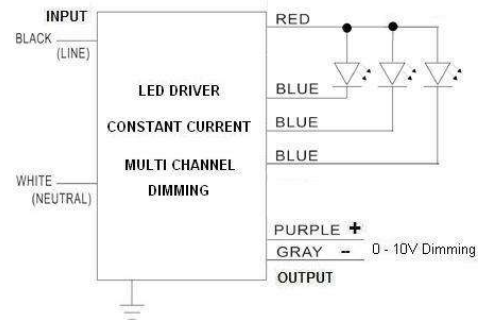 INPUT
BLACK
(LINE)
WHITE
(NEUTRAL)
LED DRIVER
CONSTANT CURRENT
MULTI CHANNEL
DIMMING
RED
BLUE
BLUE
BLUE
PURPLE +
GRAY - 0 - 10V Dimming
OUTPUT